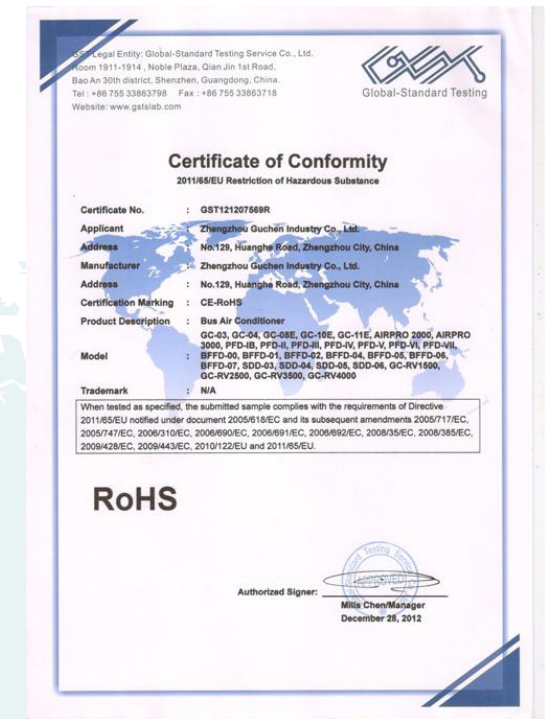 GST Legal Entity: Global-Standard Testing Service Co., Ltd.
Room 1911-1914 , Noble Plaza, Qian Jin 1st Road,
Bao An 30th district, Shenzhen, Guangdong, China.
Tel : +86 755 33863798 Fax : +86 755 33863718
Website: www.gstslab.com
GST
Global-Standard Testing
Certificate of Conformity
2011/65/EU Restriction of Hazardous Substance
Certificate No. : GST121207569R
Applicant : Zhengzhou Guchen Industry Co., Ltd.
Address : No.129, Huanghe Road, Zhengzhou City, China
Manufacturer : Zhengzhou Guchen Industry Co., Ltd.
Address : No.129, Huanghe Road, Zhengzhou City, China
Certification Marking : CE-RoHS
Product Description : Bus Air Conditioner
GC-03, GC-04, GC-08E, GC-10E, GC-11E, AIRPRO 2000, AIRPRO
3000, PFD-IB, PFD-II, PFD-III, PFD-IV, PFD-V, PFD-VI, PFD-VII,
Model : BFFD-00, BFFD-01, BFFD-02, BFFD-04, BFFD-05, BFFD-06,
BFFD-07, SDD-03, SDD-04, SDD-05, SDD-06, GC-RV1500,
GC-RV2500, GC-RV3500, GC-RV4000
Trademark : N/A
When tested as specified, the submitted sample complies with the requirements of Directive
2011/65/EU notified under document 2005/618/EC and its subsequent amendments 2005/717/EC,
2005/747/EC, 2006/310/EC, 2006/690/EC, 2006/691/EC, 2006/692/EC, 2008/35/EC, 2008/385/EC,
2009/428/EC, 2009/443/EC, 2010/122/EU and 2011/65/EU.
RoHS
Testing
APPROVED
Authorized Signer:
Mills Chen/Manager
December 28, 2012